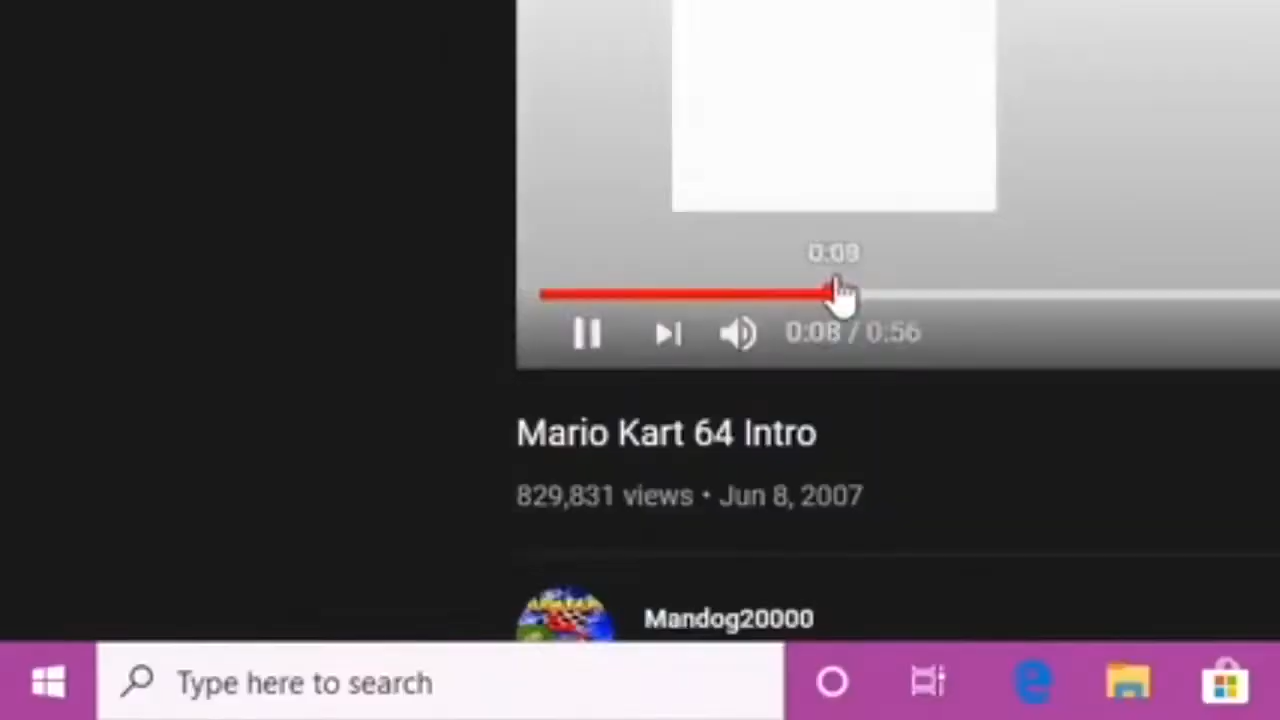 0:09
0:08 / 0:56
Mario Kart 64 Intro
829,831 views • Jun 8, 2007
Mandog20000
Type here to search